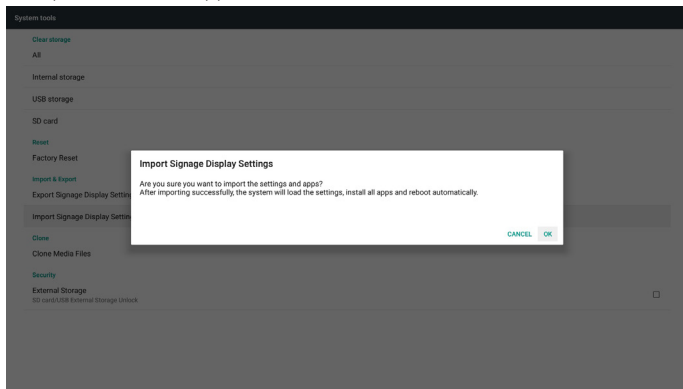 System tools
Clear storage
All
Internal storage
USB storage
SD card
Reset
Factory Reset
Import & Export
Export Signage Display Settin
Import Signage Display Settin
Clone
Clone Media Files
Security
External Storage
SD card/USB External Storage Unlock
Import Signage Display Settings
Are you sure you want to import the settings and apps?
After importing successfully, the system will load the settings, install all apps and reboot automatically.
CANCEL OK